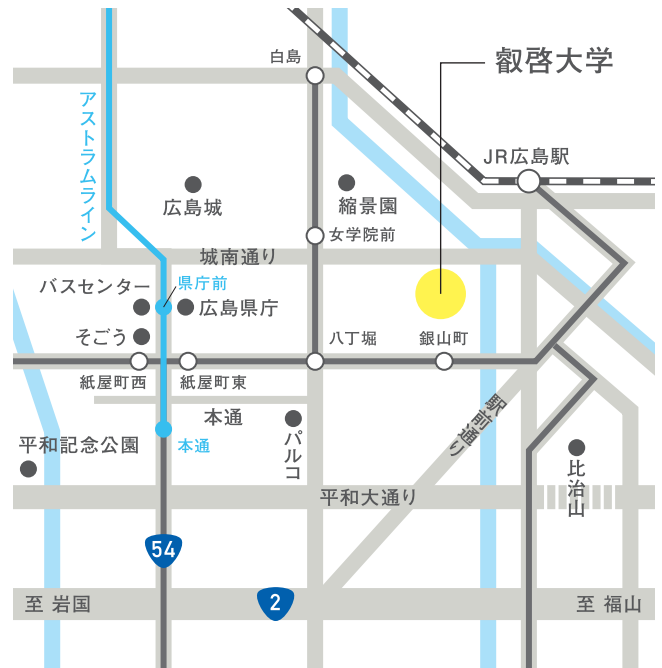 白島
叡啓大学
アストラムライン
JR広島駅
広島城
縮景園
女学院前
城南通り
バスセンター
県庁前
広島県庁
そごう
八丁堀
銀山町
紙屋町西
紙屋町東
本通
パルコ
駅前通り
平和記念公園
本通
比治山
平和大通り
54
2
至 岩国
至 福山